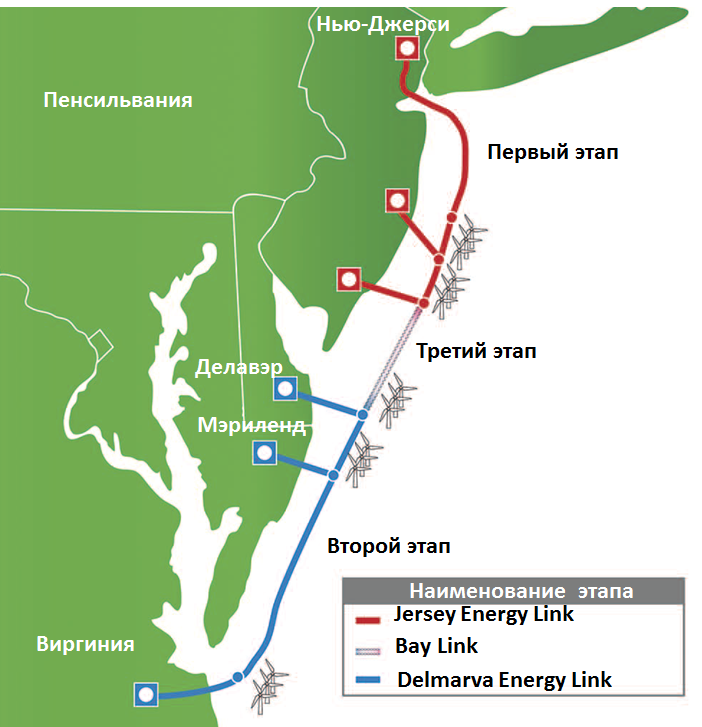 Нью-Джерси
Пенсильвания
Первый этап
Третий этап
Делавэр
Мэриленд
Второй этап
Наименование этапа
Jersey Energy Link
Bay Link
Delmarva Energy Link
Виргиния